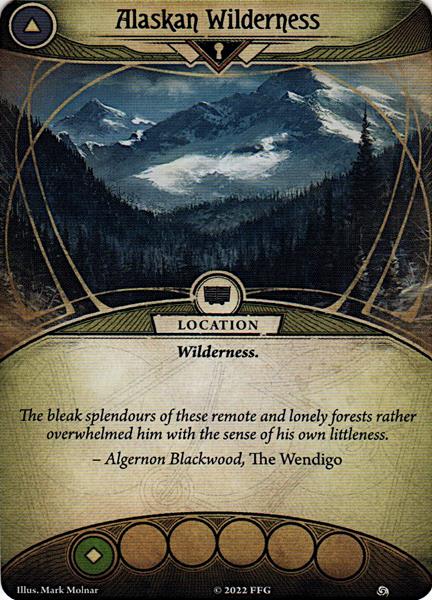 Alaskan Wilderness
LOCATION
Wilderness.
The bleak splendours of these remote and lonely forests rather
overwhelmed him with the sense of his own littleness.
– Algernon Blackwood, The Wendigo
Illus. Mark Molnar
© 2022 FFG